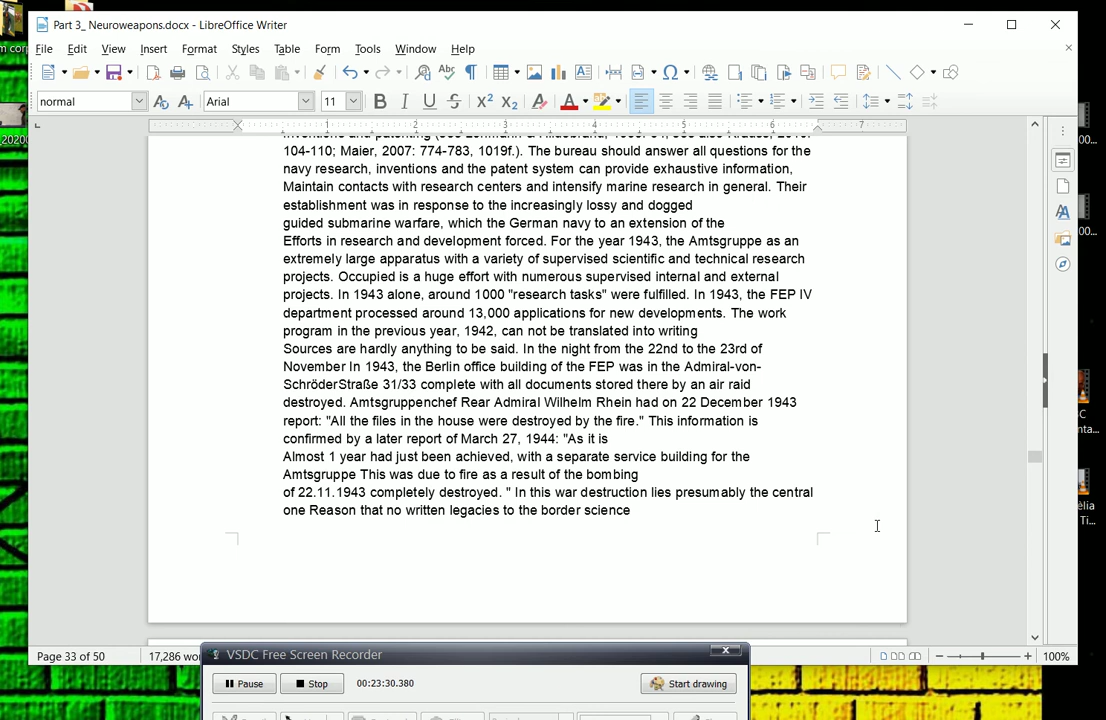 Part 3_ Neuroweapons.docx - LibreOffice Writer
File Edit View Insert Format Styles Table Form Tools Window Help
normal Arial 11
1 2 3 4 5 6 7
104-110; Maier, 2007: 774-783, 1019f.). The bureau should answer all questions for the
navy research, inventions and the patent system can provide exhaustive information,
Maintain contacts with research centers and intensify marine research in general. Their
establishment was in response to the increasingly lossy and dogged
guided submarine warfare, which the German navy to an extension of the
Efforts in research and development forced. For the year 1943, the Amtsgruppe as an
extremely large apparatus with a variety of supervised scientific and technical research
projects. Occupied is a huge effort with numerous supervised internal and external
projects. In 1943 alone, around 1000 "research tasks" were fulfilled. In 1943, the FEP IV
department processed around 13,000 applications for new developments. The work
program in the previous year, 1942, can not be translated into writing
Sources are hardly anything to be said. In the night from the 22nd to the 23rd of
November In 1943, the Berlin office building of the FEP was in the Admiral-von-
SchröderStraße 31/33 complete with all documents stored there by an air raid
destroyed. Amtsgruppenchef Rear Admiral Wilhelm Rhein had on 22 December 1943
report: "All the files in the house were destroyed by the fire." This information is
confirmed by a later report of March 27, 1944: "As it is
Almost 1 year had just been achieved, with a separate service building for the
Amtsgruppe This was due to fire as a result of the bombing
of 22.11.1943 completely destroyed. " In this war destruction lies presumably the central
one Reason that no written legacies to the border science
Page 33 of 50 17,286 wo
100%
VSDC Free Screen Recorder
Pause Stop 00:23:30.380 Start drawing